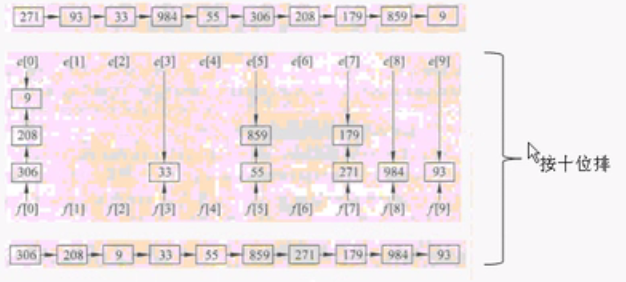 271 93 33 984 55 306 208 179 859 9
e[0] e[1] e[2] e[3] e[4] e[5] e[6] e[7] e[8] e[9]
9
208 859 179
306 33 55 271 984 93
f[0] f[1] f[2] f[3] f[4] f[5] f[6] f[7] f[8] f[9]
按十位排
306 208 9 33 55 859 271 179 984 93